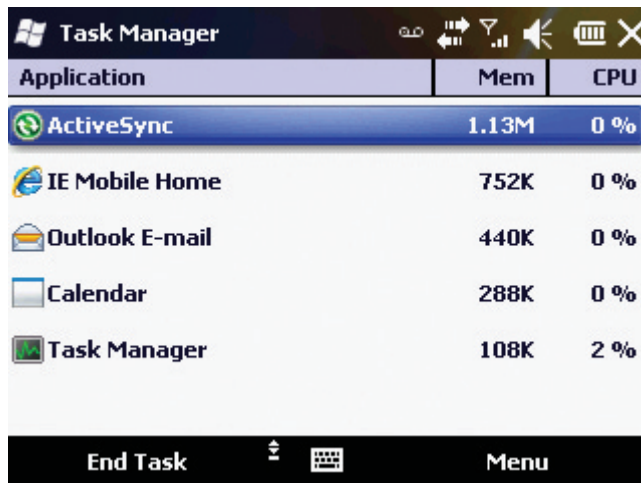 Task Manager
Application Mem CPU
ActiveSync 1.13M 0 %
IE Mobile Home 752K 0 %
Outlook E-mail 440K 0 %
Calendar 288K 0 %
Task Manager 108K 2 %
End Task Menu